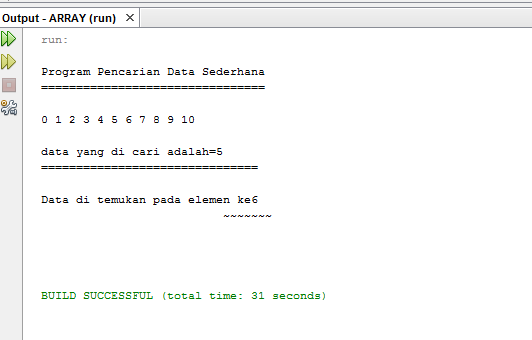 Output - ARRAY (run) ×
run:
Program Pencarian Data Sederhana
================================
0 1 2 3 4 5 6 7 8 9 10
data yang di cari adalah=5
===============================
Data di temukan pada elemen ke6
~~~~~~~
BUILD SUCCESSFUL (total time: 31 seconds)